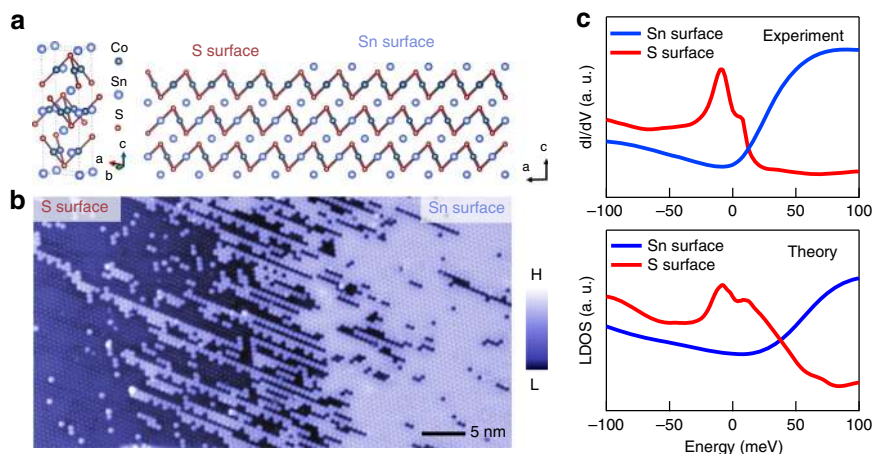 a
Co
Sn
S
c
a
b
S surface
Sn surface
c
a
b
S surface
Sn surface
5 nm
H
L
c
Sn surface
S surface
Experiment
dI/dV (a. u.)
−100
−50
0
50
100
Sn surface
S surface
Theory
LDOS (a. u.)
−100
−50
0
50
100
Energy (meV)